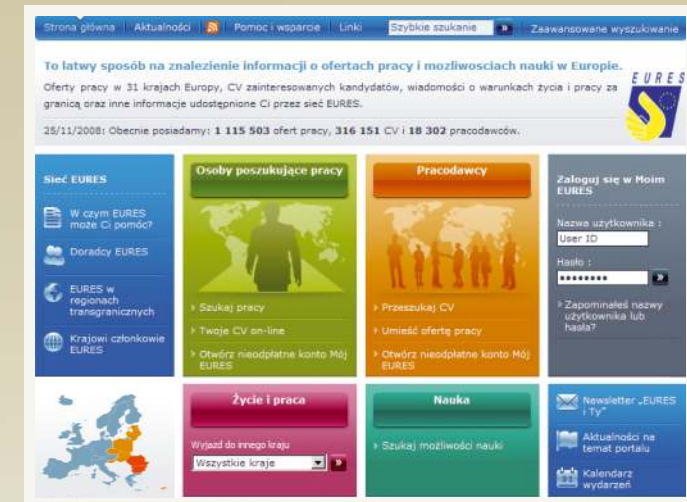 Strona główna Aktualności Pomoc i wsparcie Linki Szybkie szukanie Zaawansowane wyszukiwanie
To łatwy sposób na znalezienie informacji o ofertach pracy i mozliwosciach nauki w Europie.
Oferty pracy w 31 krajach Europy, CV zainteresowanych kandydatów, wiadomości o warunkach życia i pracy za
granicą oraz inne informacje udostępnione Ci przez sieć EURES.
EURES
25/11/2008: Obecnie posiadamy: 1 115 503 ofert pracy, 316 151 CV i 18 302 pracodawców.
Sieć EURES
W czym EURES
może Ci pomóc?
Doradcy EURES
EURES w
regionach
transgranicznych
Krajowi członkowie
EURES
Osoby poszukujące pracy
Szukaj pracy
Twoje CV on-line
Otwórz nieodpłatne konto Mój
EURES
Pracodawcy
Przeszukaj CV
Umieść ofertę pracy
Otwórz nieodpłatne konto Mój
EURES
Zaloguj się w Moim
EURES
Nazwa użytkownika :
User ID
Hasło :
••••••••
Zapominałeś nazwy
użytkownika lub
hasła?
Życie i praca
Wyjazd do innego kraju
Wszystkie kraje
Nauka
Szukaj możliwości nauki
Newsletter „EURES
i Ty"
Aktualności na
temat portalu
Kalendarz
wydarzeń